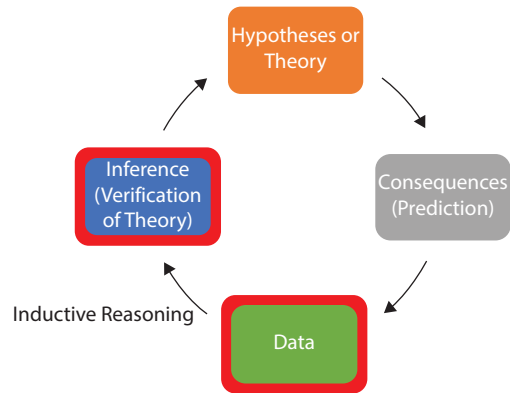 Hypotheses or
Theory
Consequences
(Prediction)
Data
Inductive Reasoning
Inference
(Verification
of Theory)